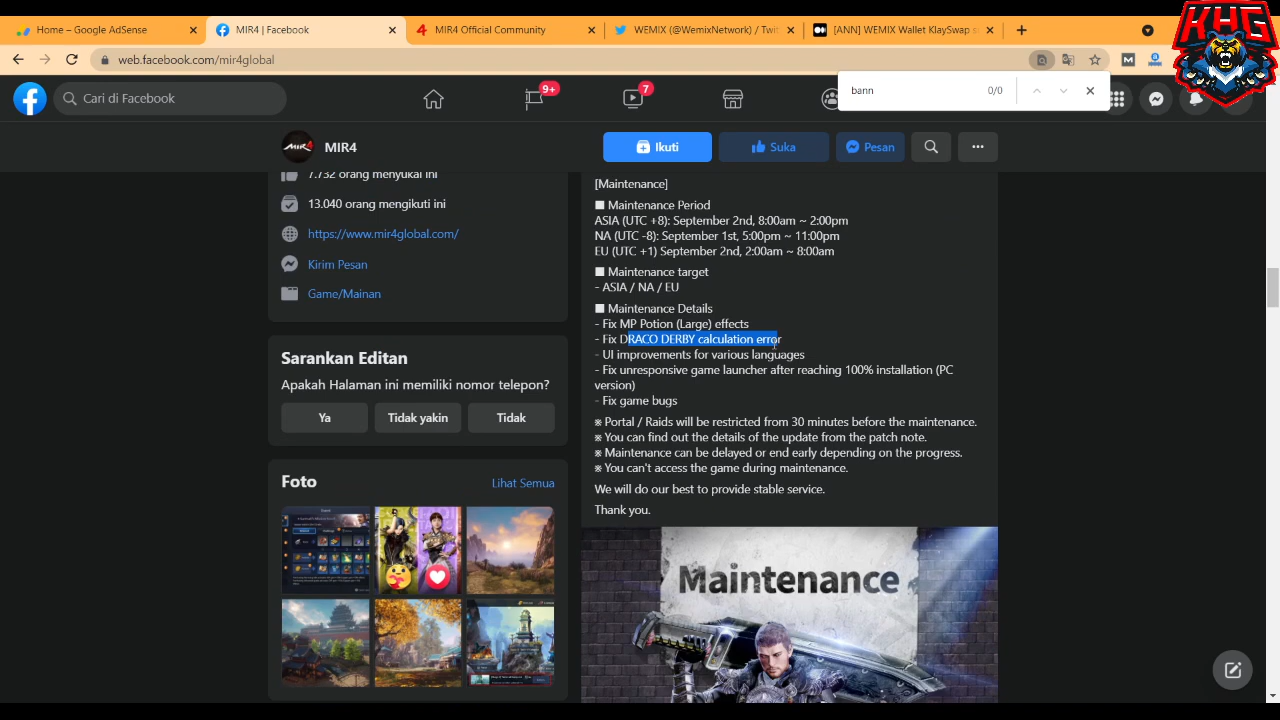 Home – Google AdSense
MIR4 | Facebook
MIR4 Official Community
WEMIX (@WemixNetwork) / Twit
[ANN] WEMIX Wallet KlaySwap s
KHG
web.facebook.com/mir4global
M
Cari di Facebook
9+
7
bann
0/0
MIR4
MIR4
Ikuti
Suka
Pesan
7.732 orang menyukai ini
13.040 orang mengikuti ini
https://www.mir4global.com/
Kirim Pesan
Game/Mainan
Sarankan Editan
Apakah Halaman ini memiliki nomor telepon?
Ya
Tidak yakin
Tidak
Foto
Lihat Semua
[Maintenance]
■ Maintenance Period
ASIA (UTC +8): September 2nd, 8:00am ~ 2:00pm
NA (UTC -8): September 1st, 5:00pm ~ 11:00pm
EU (UTC +1) September 2nd, 2:00am ~ 8:00am
■ Maintenance target
- ASIA / NA / EU
■ Maintenance Details
- Fix MP Potion (Large) effects
- Fix DRACO DERBY calculation error
- UI improvements for various languages
- Fix unresponsive game launcher after reaching 100% installation (PC
version)
- Fix game bugs
※ Portal / Raids will be restricted from 30 minutes before the maintenance.
※ You can find out the details of the update from the patch note.
※ Maintenance can be delayed or end early depending on the progress.
※ You can't access the game during maintenance.
We will do our best to provide stable service.
Thank you.
Maintenance